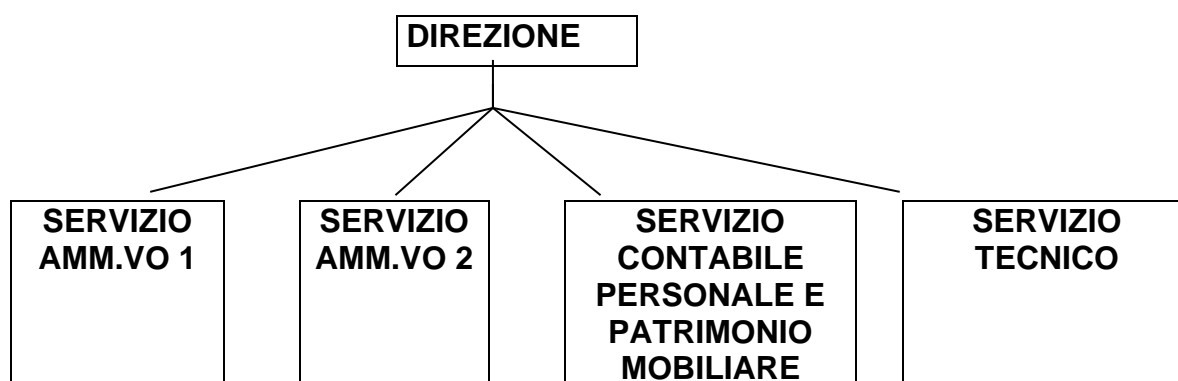 DIREZIONE
SERVIZIO
AMM.VO 1
SERVIZIO
AMM.VO 2
SERVIZIO
CONTABILE
PERSONALE E
PATRIMONIO
MOBILIARE
SERVIZIO
TECNICO